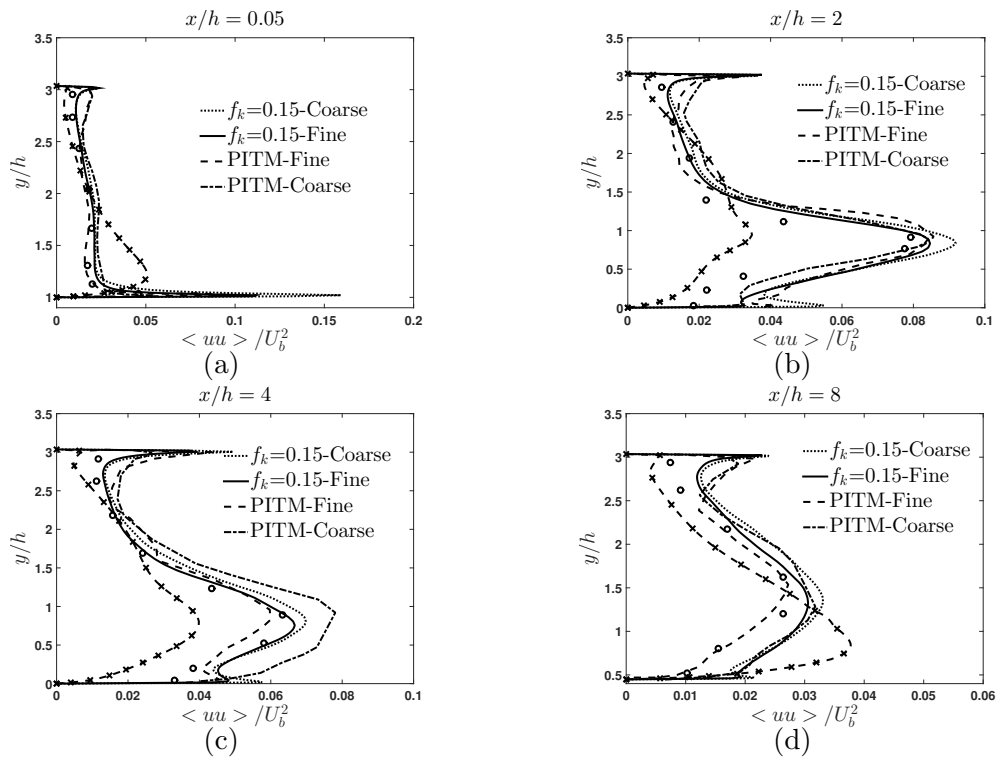 x/h = 0.05
3.5
3
2.5
2
1.5
1
0.5
y/h
f_k=0.15-Coarse
f_k=0.15-Fine
PITM-Fine
PITM-Coarse
0 0.05 0.1 0.15 0.2
< uu > /U_b^2
(a)
x/h = 2
3.5
3
2.5
2
1.5
1
0.5
0
y/h
f_k=0.15-Coarse
f_k=0.15-Fine
PITM-Fine
PITM-Coarse
0 0.02 0.04 0.06 0.08 0.1
< uu > /U_b^2
(b)
x/h = 4
3.5
3
2.5
2
1.5
1
0.5
0
y/h
f_k=0.15-Coarse
f_k=0.15-Fine
PITM-Fine
PITM-Coarse
0 0.02 0.04 0.06 0.08 0.1
< uu > /U_b^2
(c)
x/h = 8
3.5
3
2.5
2
1.5
1
0.5
y/h
f_k=0.15-Coarse
f_k=0.15-Fine
PITM-Fine
PITM-Coarse
0 0.01 0.02 0.03 0.04 0.05 0.06
< uu > /U_b^2
(d)